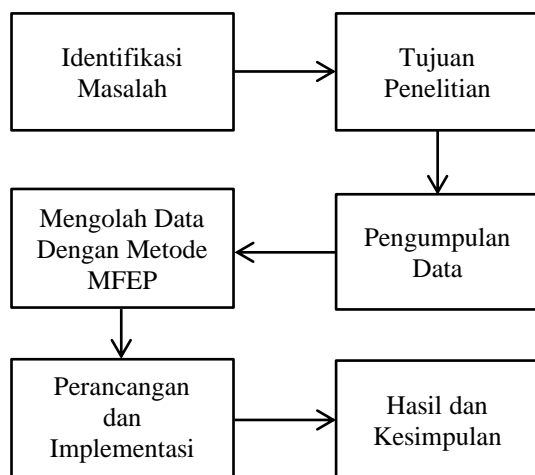 Identifikasi
Masalah
Tujuan
Penelitian
Pengumpulan
Data
Mengolah Data
Dengan Metode
MFEP
Perancangan
dan
Implementasi
Hasil dan
Kesimpulan